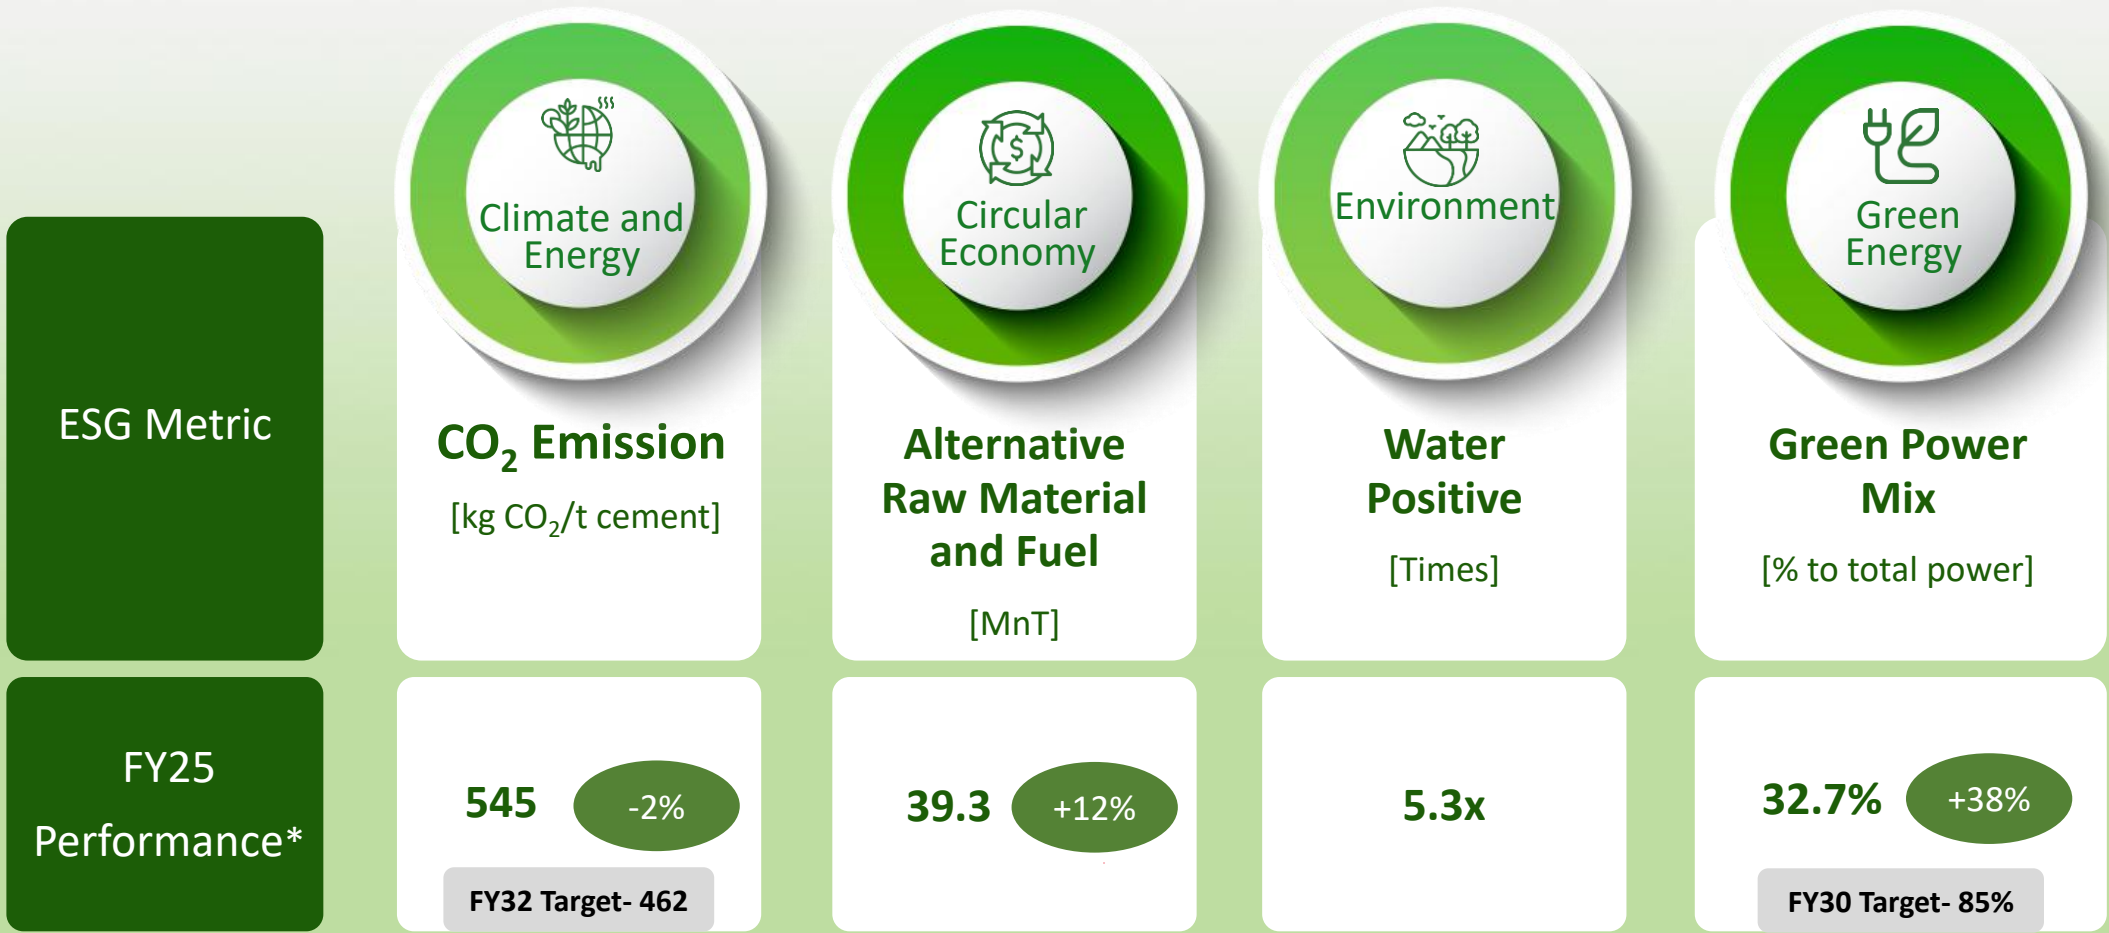 Climate and
Energy
Circular
Economy
Environment
Green
Energy
ESG Metric
CO₂ Emission
[kg CO₂/t cement]
Alternative
Raw Material
and Fuel
[MnT]
Water
Positive
[Times]
Green Power
Mix
[% to total power]
FY25
Performance*
545
-2%
FY32 Target- 462
39.3
+12%
5.3x
32.7%
+38%
FY30 Target- 85%